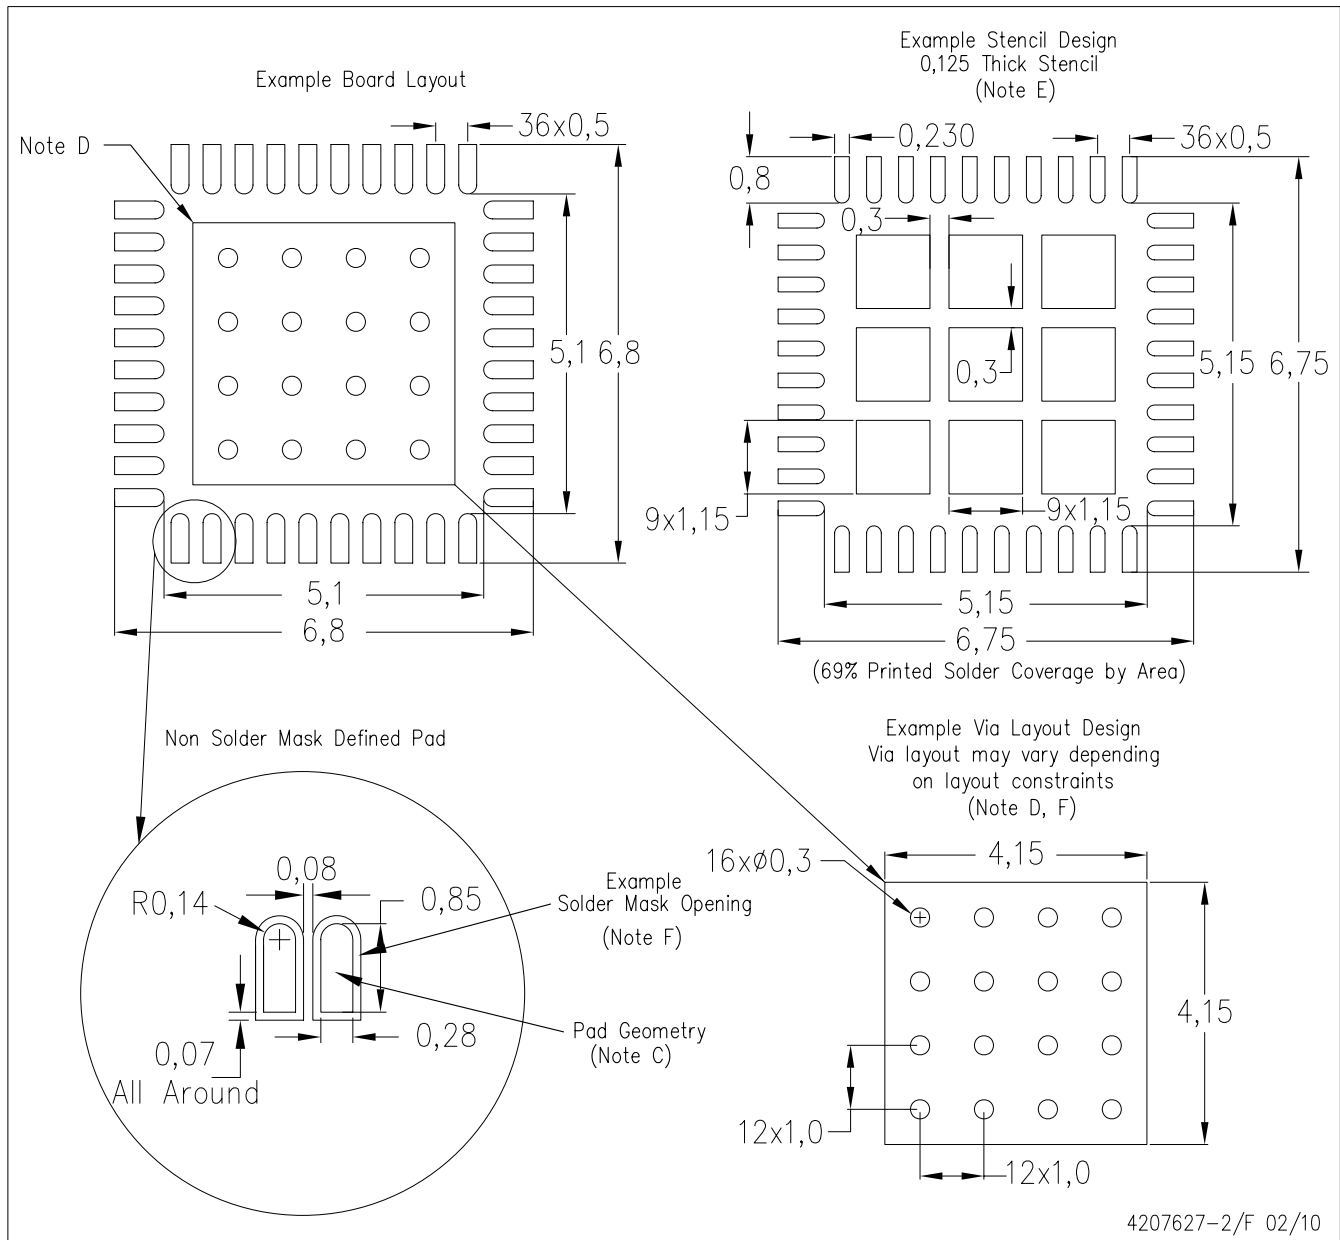 Example Board Layout
Note D
36x0,5
5,1
6,8
5,1
6,8
Example Stencil Design
0,125 Thick Stencil
(Note E)
0,230
36x0,5
0,8
0,3
0,3
5,15
6,75
9x1,15
9x1,15
5,15
6,75
(69% Printed Solder Coverage by Area)
Non Solder Mask Defined Pad
0,08
R0,14
0,85
Example
Solder Mask Opening
(Note F)
Pad Geometry
(Note C)
0,28
0,07
All Around
Example Via Layout Design
Via layout may vary depending
on layout constraints
(Note D, F)
16xø0,3
4,15
4,15
12x1,0
12x1,0
4207627-2/F 02/10